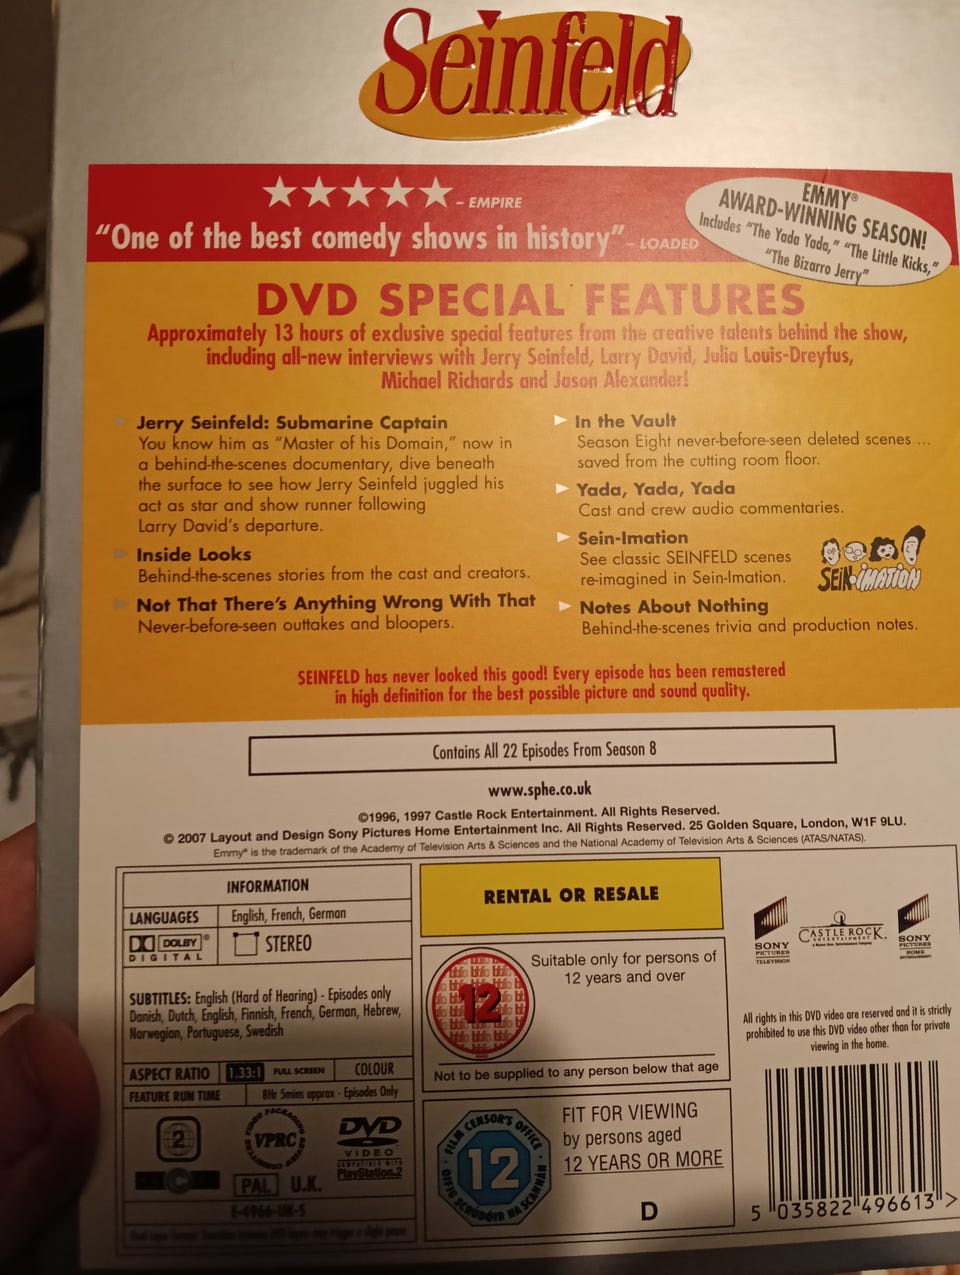 Seinfeld
★★★★★ – EMPIRE
“One of the best comedy shows in history” – LOADED
EMMY®
AWARD-WINNING SEASON!
Includes “The Yada Yada,” “The Little Kicks,”
“The Bizarro Jerry”
DVD SPECIAL FEATURES
Approximately 13 hours of exclusive special features from the creative talents behind the show,
including all-new interviews with Jerry Seinfeld, Larry David, Julia Louis-Dreyfus,
Michael Richards and Jason Alexander!
Jerry Seinfeld: Submarine Captain
You know him as “Master of his Domain,” now in
a behind-the-scenes documentary, dive beneath
the surface to see how Jerry Seinfeld juggled his
act as star and show runner following
Larry David’s departure.
Inside Looks
Behind-the-scenes stories from the cast and creators.
Not That There’s Anything Wrong With That
Never-before-seen outtakes and bloopers.
In the Vault
Season Eight never-before-seen deleted scenes ...
saved from the cutting room floor.
Yada, Yada, Yada
Cast and crew audio commentaries.
Sein-Imation
See classic SEINFELD scenes
re-imagined in Sein-Imation.
SEIN-IMATION
Notes About Nothing
Behind-the-scenes trivia and production notes.
SEINFELD has never looked this good! Every episode has been remastered
in high definition for the best possible picture and sound quality.
Contains All 22 Episodes From Season 8
www.sphe.co.uk
©1996, 1997 Castle Rock Entertainment. All Rights Reserved.
© 2007 Layout and Design Sony Pictures Home Entertainment Inc. All Rights Reserved. 25 Golden Square, London, W1F 9LU.
Emmy® is the trademark of the Academy of Television Arts & Sciences and the National Academy of Television Arts & Sciences (ATAS/NATAS).
INFORMATION
LANGUAGES English, French, German
DOLBY®
DIGITAL
STEREO
SUBTITLES: English (Hard of Hearing) - Episodes only
Danish, Dutch, English, Finnish, French, German, Hebrew,
Norwegian, Portuguese, Swedish
ASPECT RATIO 1.33:1 FULL SCREEN COLOUR
FEATURE RUN TIME 8Hr 5mins approx - Episodes Only
2
VPRC
DVD
VIDEO
COMPATIBLE WITH
PlayStation.2
PAL U.K.
E-4966-UK-S
RENTAL OR RESALE
12
Suitable only for persons of
12 years and over
Not to be supplied to any person below that age
FILM CENSOR'S OFFICE
12
OIFIG SCRÚDÓIR NA SCANNÁN
FIT FOR VIEWING
by persons aged
12 YEARS OR MORE
D
SONY
PICTURES
TELEVISION
CASTLE ROCK
ENTERTAINMENT
SONY
PICTURES
HOME
ENTERTAINMENT
All rights in this DVD video are reserved and it is strictly
prohibited to use this DVD video other than for private
viewing in the home.
5 035822 496613 >